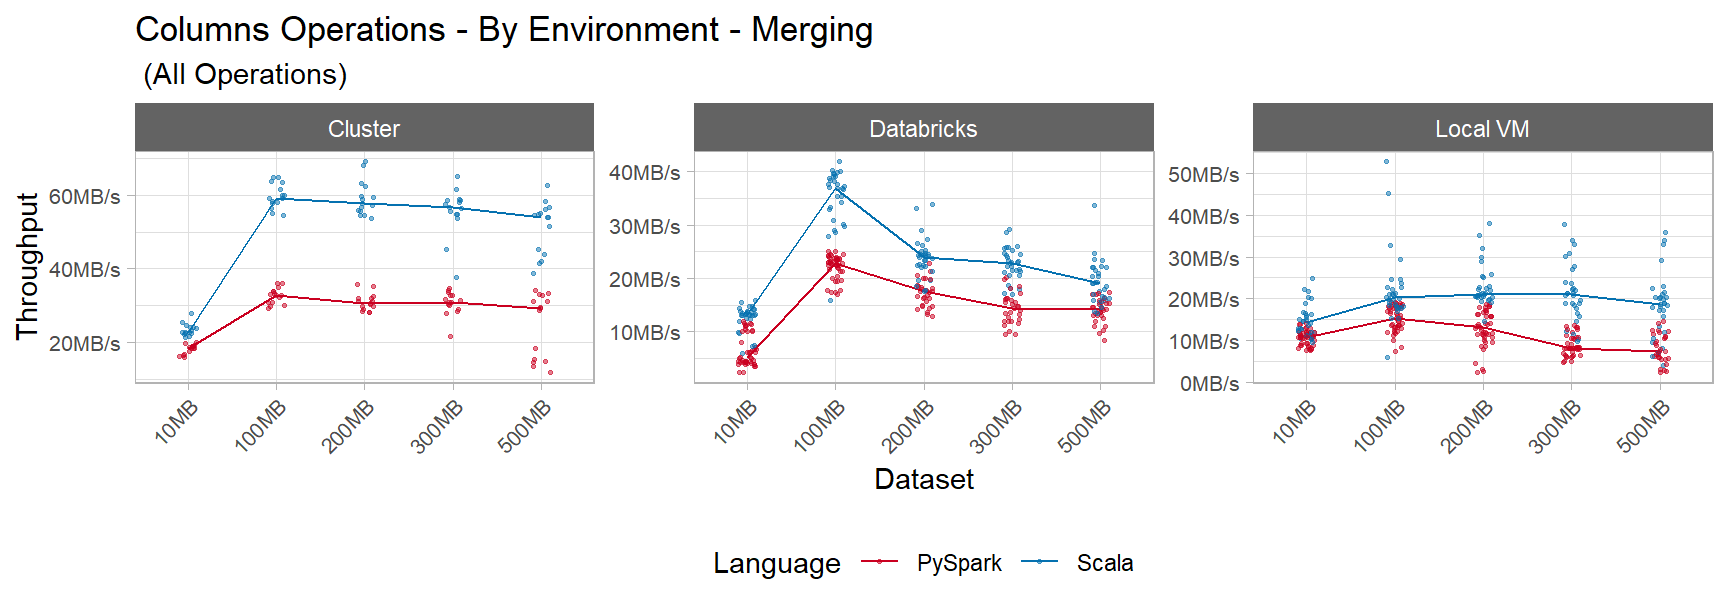 Columns Operations - By Environment - Merging
(All Operations)
Cluster
Databricks
Local VM
Throughput
60MB/s
40MB/s
20MB/s
40MB/s
30MB/s
20MB/s
10MB/s
50MB/s
40MB/s
30MB/s
20MB/s
10MB/s
0MB/s
10MB 100MB 200MB 300MB 500MB
10MB 100MB 200MB 300MB 500MB
10MB 100MB 200MB 300MB 500MB
Dataset
Language PySpark Scala